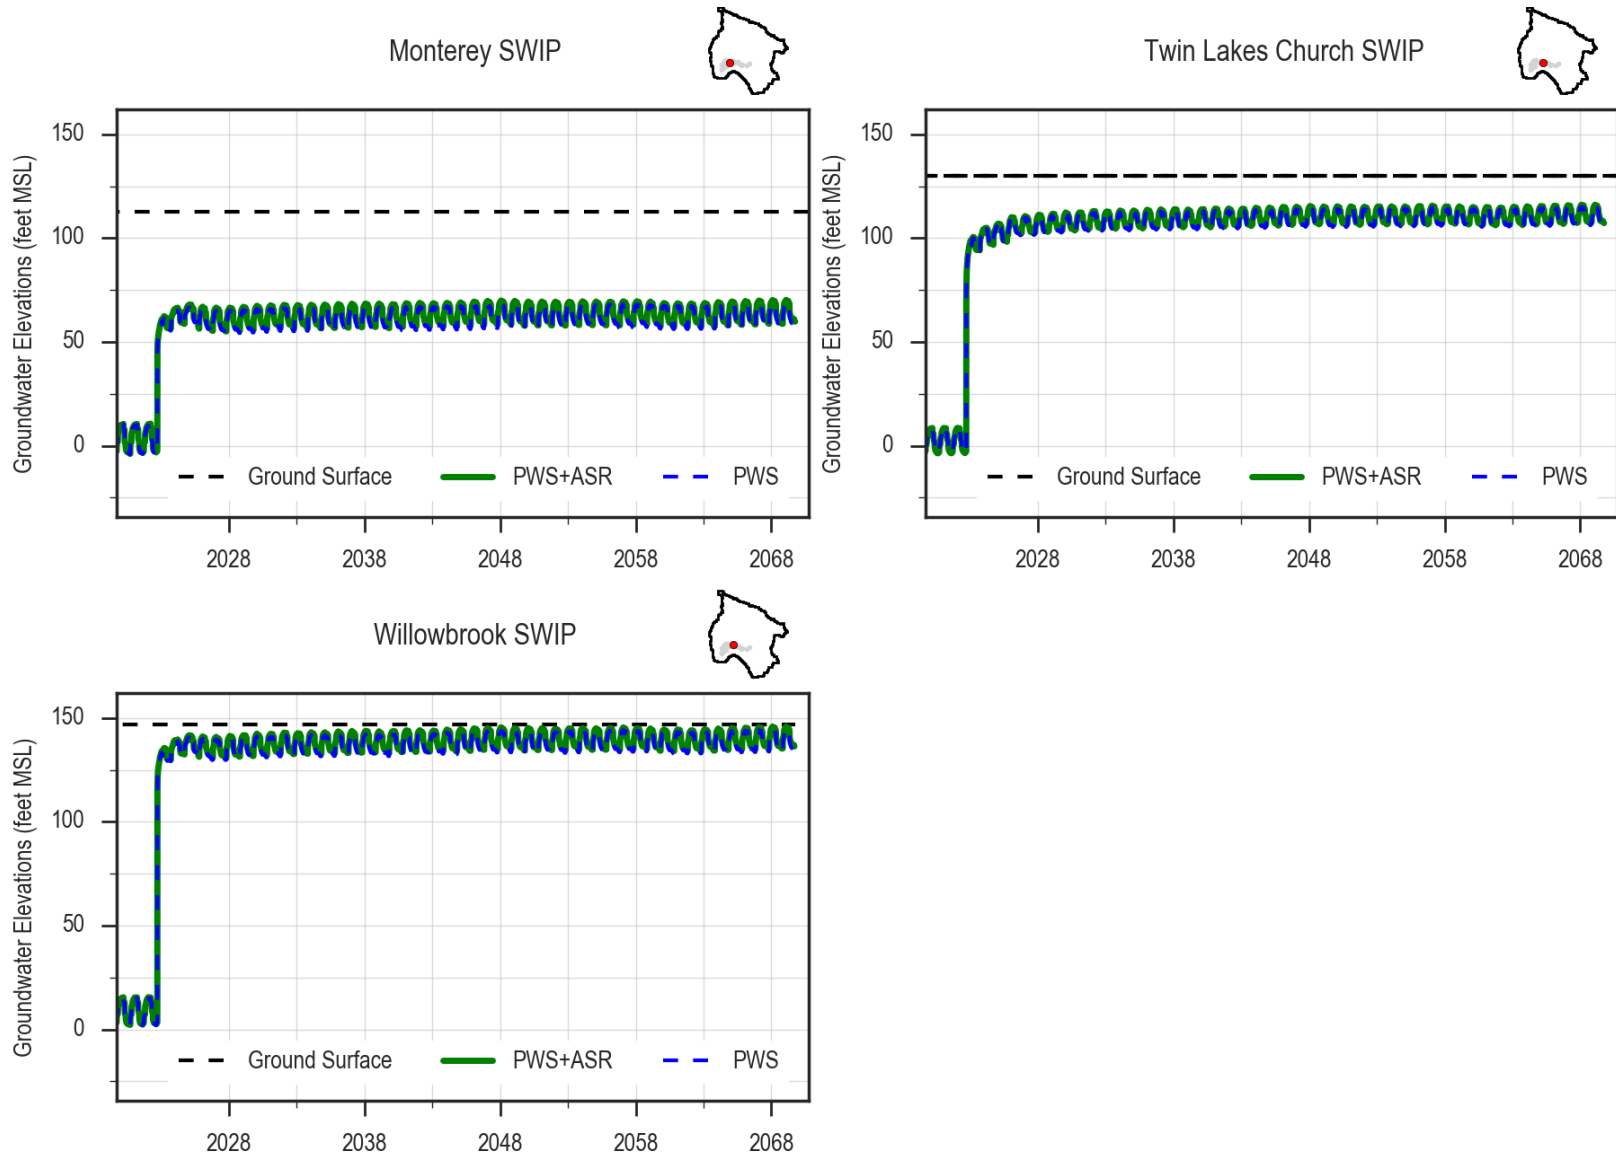 Monterey SWIP
Twin Lakes Church SWIP
Groundwater Elevations (feet MSL)
150
100
50
0
Ground Surface
PWS+ASR
PWS
2028
2038
2048
2058
2068
Groundwater Elevations (feet MSL)
150
100
50
0
Ground Surface
PWS+ASR
PWS
2028
2038
2048
2058
2068
Willowbrook SWIP
Groundwater Elevations (feet MSL)
150
100
50
0
Ground Surface
PWS+ASR
PWS
2028
2038
2048
2058
2068